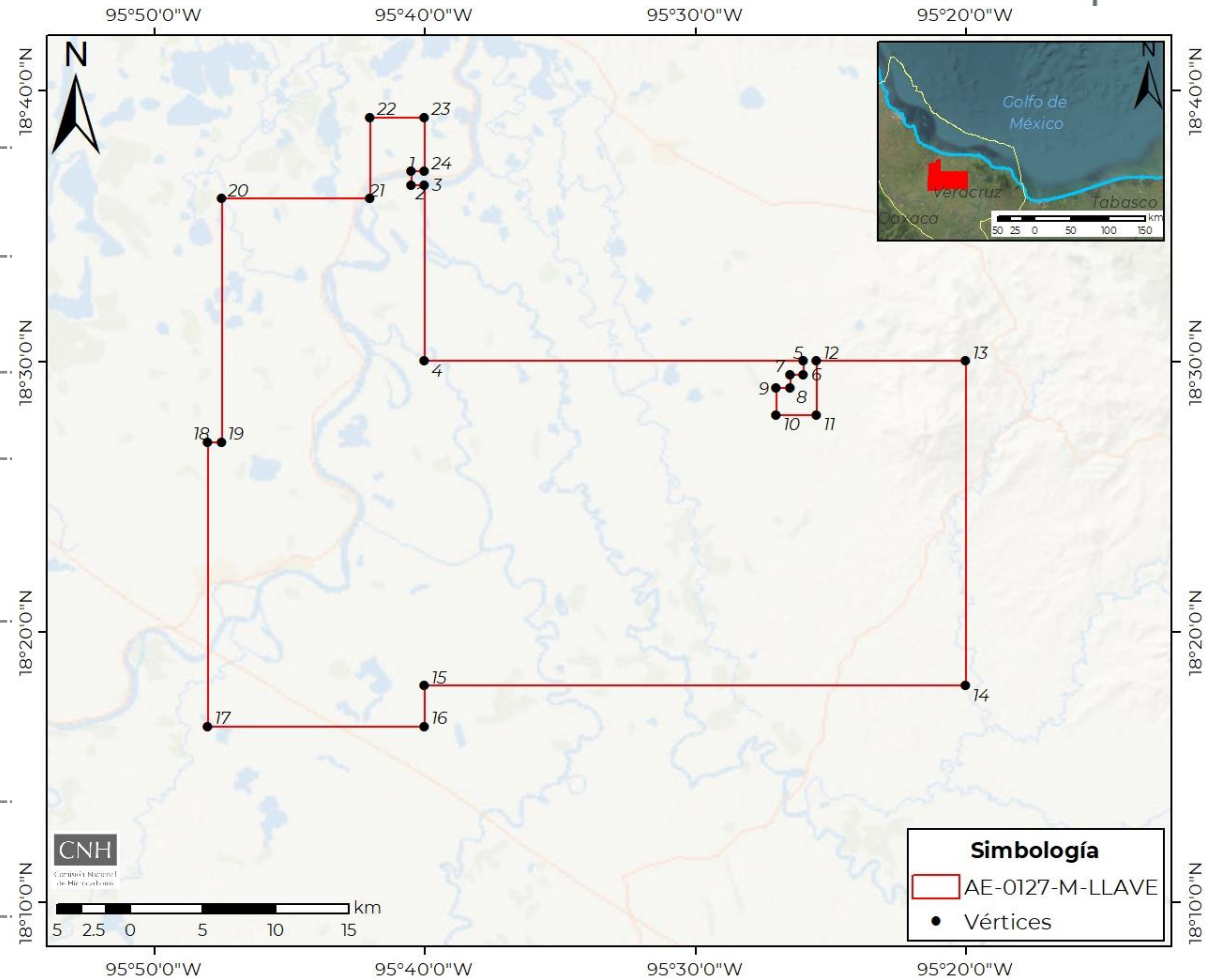 95°50'0"W 95°40'0"W 95°30'0"W 95°20'0"W
N
18°40'0"N
18°30'0"N
18°20'0"N
18°10'0"N
22 23
1 24
3
2
20 21
4
5 12 13
7 6
9 8
10 11
18 19
15
14
17 16
N
Golfo de
México
Veracruz
Tabasco
Oaxaca
km
50 25 0 50 100 150
18°40'0"N
18°30'0"N
18°20'0"N
18°10'0"N
CNH
Comisión Nacional
de Hidrocarburos
km
5 2.5 0 5 10 15
Simbología
AE-0127-M-LLAVE
Vértices
95°50'0"W 95°40'0"W 95°30'0"W 95°20'0"W